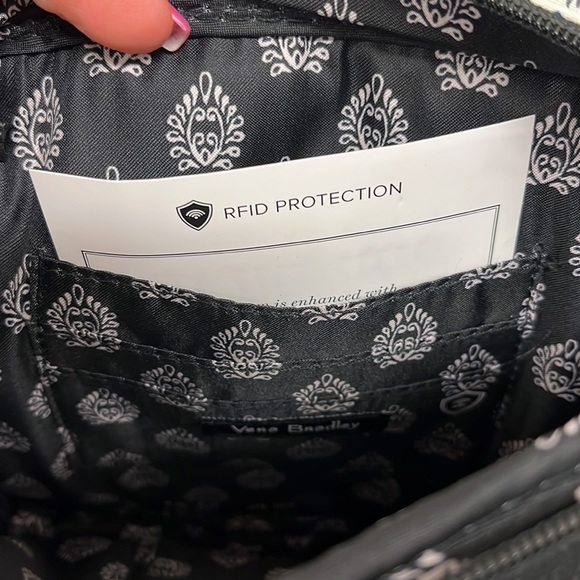 RFID PROTECTION
is enhanced with
Vera Bradley